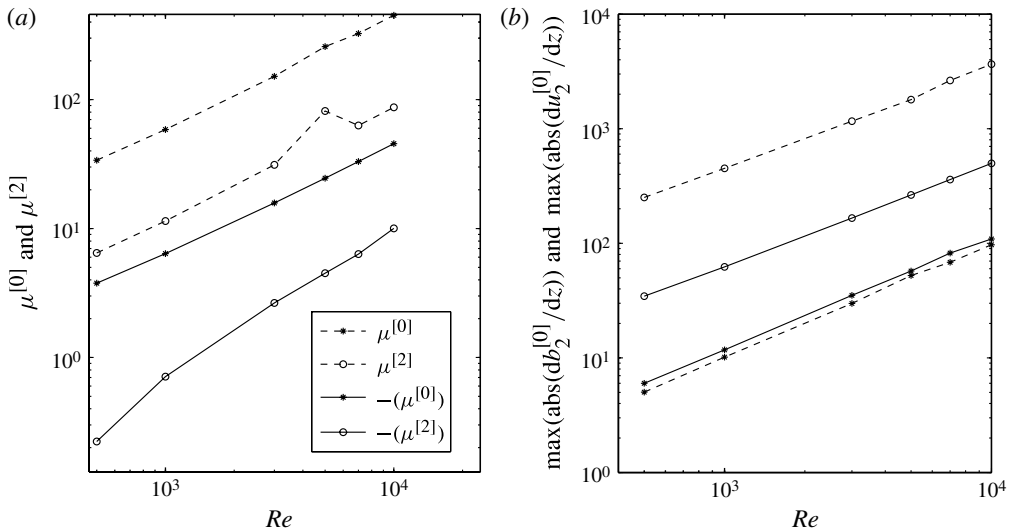 (a)
10^2
10^1
10^0
μ^[0] and μ^[2]
μ^[0]
μ^[2]
−(μ^[0])
−(μ^[2])
10^3
10^4
Re
(b)
10^4
10^3
10^2
10^1
10^0
max(abs(db_2^[0]/dz)) and max(abs(du_2^[0]/dz))
10^3
10^4
Re